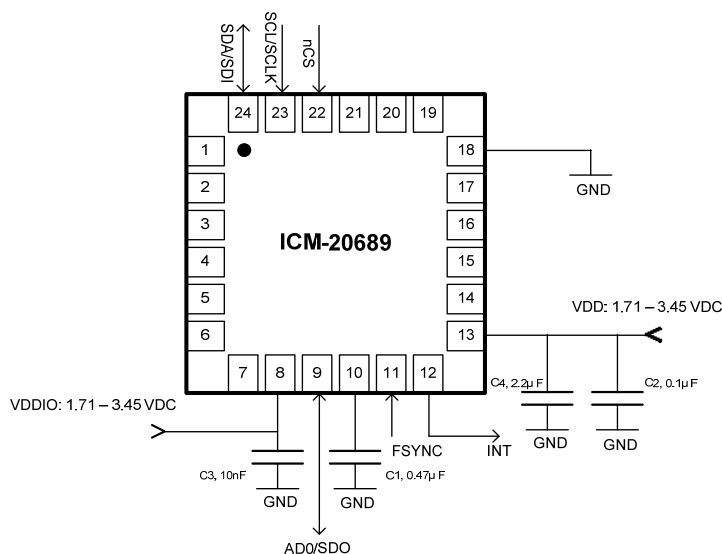 SDA/SDI
SCL/SCLK
nCS
24 23 22 21 20 19
1
2
3
4
5
6
18
17
16
15
14
13
ICM-20689
7 8 9 10 11 12
GND
VDD: 1.71 – 3.45 VDC
C4, 2.2µ F
C2, 0.1µ F
GND
GND
VDDIO: 1.71 – 3.45 VDC
C3, 10nF
GND
C1, 0.47µ F
GND
FSYNC
INT
AD0/SDO